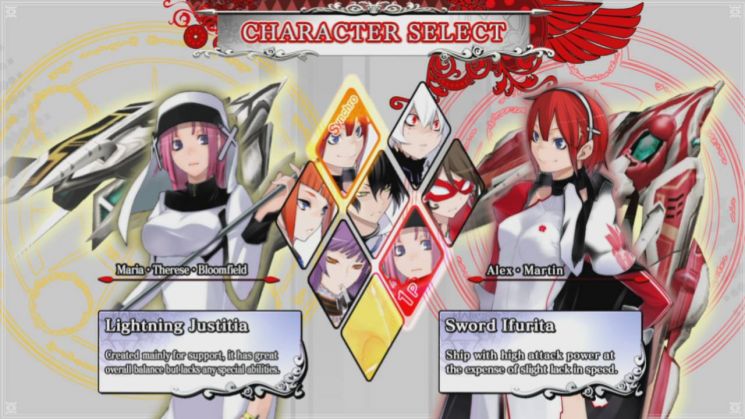 CHARACTER SELECT
Synchro
1P
Maria・Therese・Bloomfield
Lightning Justitia
Created mainly for support, it has great
overall balance but lacks any special abilities.
Alex・Martin
Sword Ifurita
Ship with high attack power at
the expense of slight lack in speed.